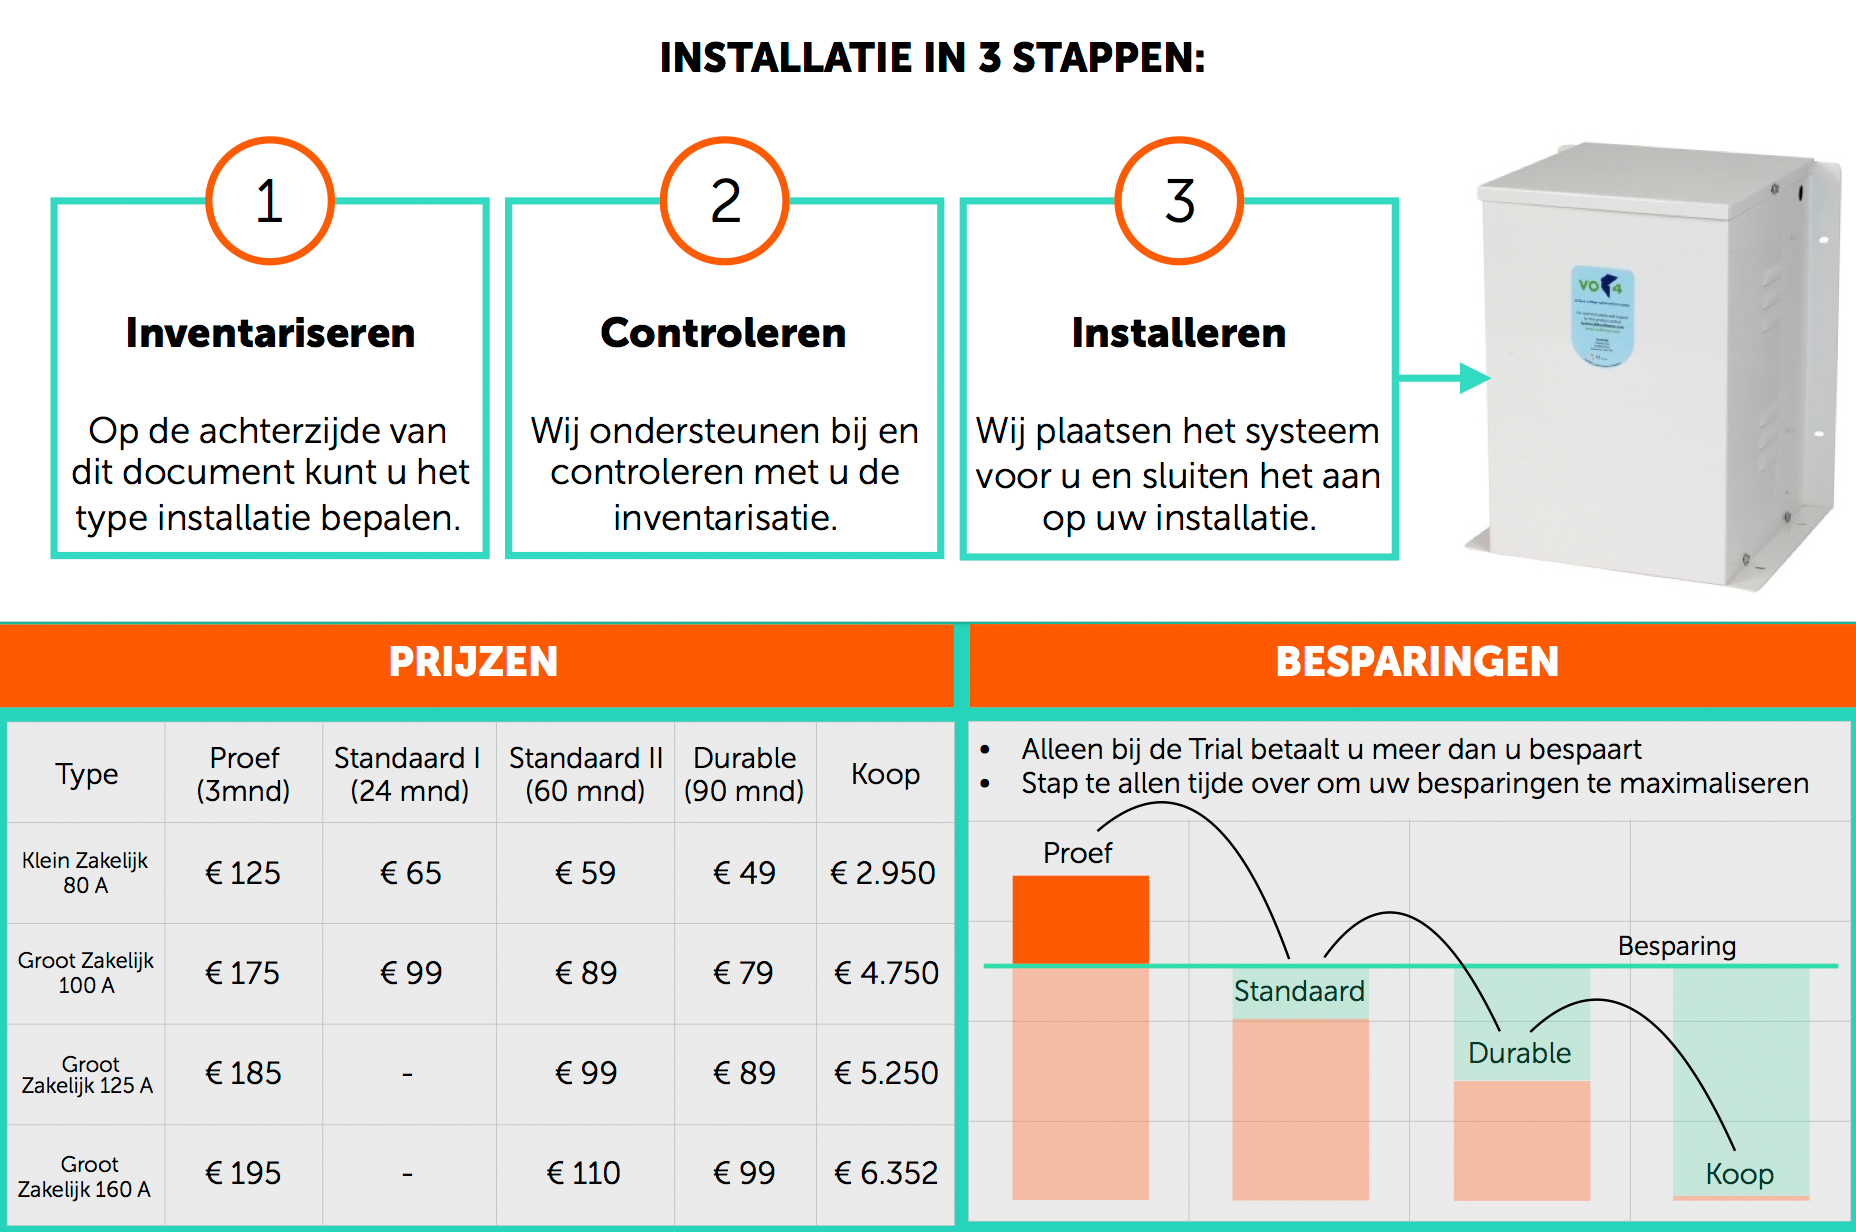 INSTALLATIE IN 3 STAPPEN:
1
Inventariseren
Op de achterzijde van
dit document kunt u het
type installatie bepalen.
2
Controleren
Wij ondersteunen bij en
controleren met u de
inventarisatie.
3
Installeren
Wij plaatsen het systeem
voor u en sluiten het aan
op uw installatie.
VO 4
PRIJZEN
Type
Proef
(3mnd)
Standaard I
(24 mnd)
Standaard II
(60 mnd)
Durable
(90 mnd)
Koop
Klein Zakelijk
80 A
€ 125
€ 65
€ 59
€ 49
€ 2.950
Groot Zakelijk
100 A
€ 175
€ 99
€ 89
€ 79
€ 4.750
Groot
Zakelijk 125 A
€ 185
-
€ 99
€ 89
€ 5.250
Groot
Zakelijk 160 A
€ 195
-
€ 110
€ 99
€ 6.352
BESPARINGEN
• Alleen bij de Trial betaalt u meer dan u bespaart
• Stap te allen tijde over om uw besparingen te maximaliseren
Proef
Besparing
Standaard
Durable
Koop